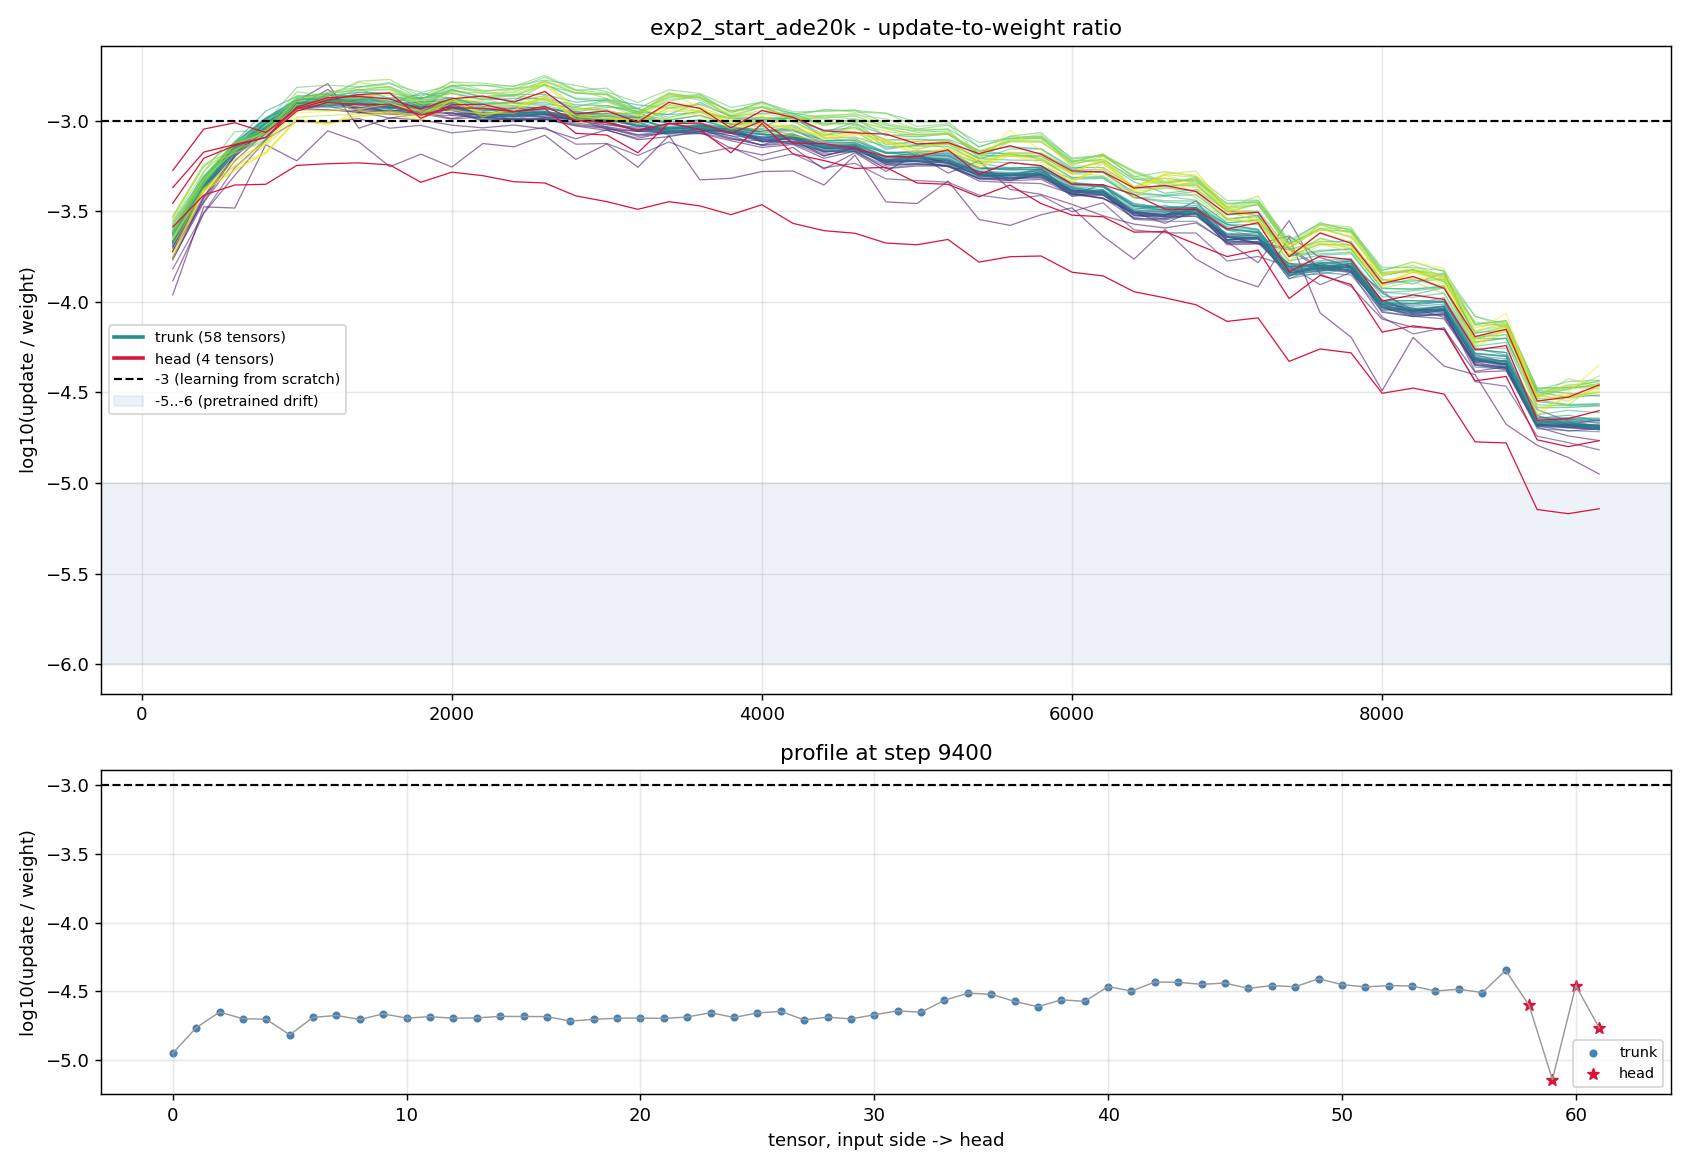 exp2_start_ade20k - update-to-weight ratio
log10(update / weight)
−3.0
−3.5
−4.0
−4.5
−5.0
−5.5
−6.0
trunk (58 tensors)
head (4 tensors)
-3 (learning from scratch)
-5..-6 (pretrained drift)
0 2000 4000 6000 8000
profile at step 9400
log10(update / weight)
−3.0
−3.5
−4.0
−4.5
−5.0
trunk
head
0 10 20 30 40 50 60
tensor, input side -> head